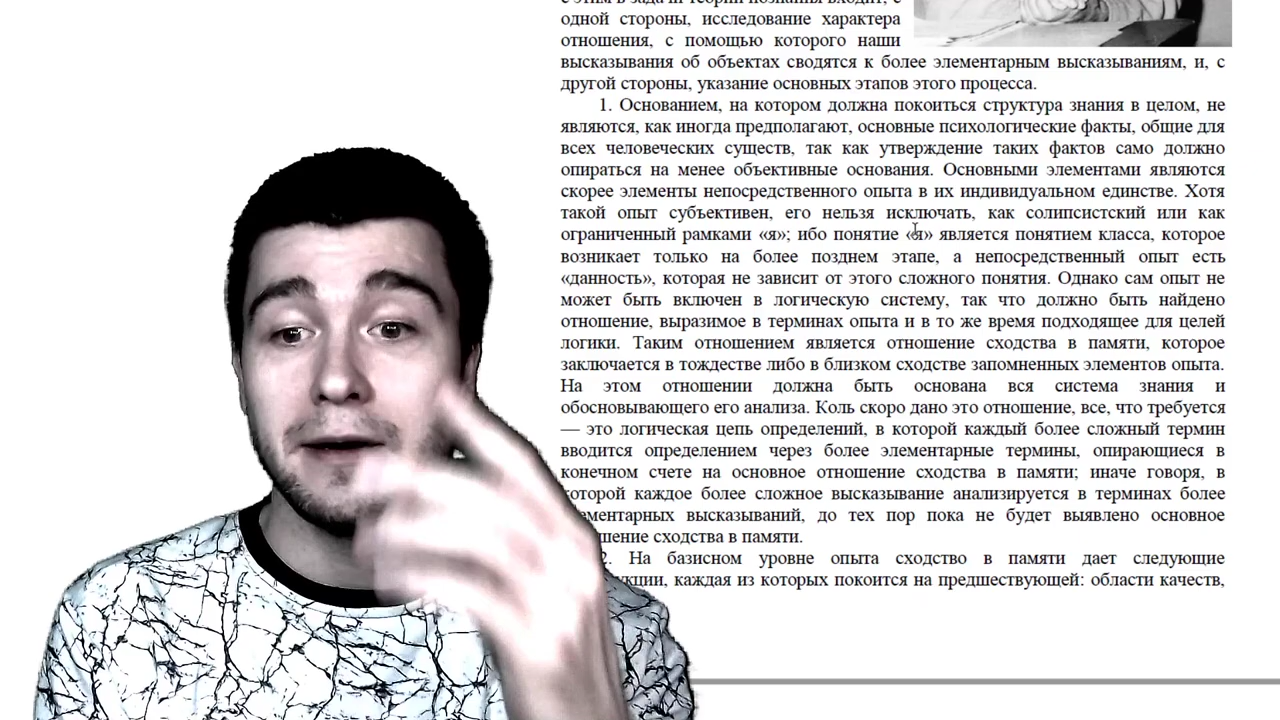 одной стороны, исследование характера
отношения, с помощью которого наши
высказывания об объектах сводятся к более элементарным высказываниям, и, с
другой стороны, указание основных этапов этого процесса.
1. Основанием, на котором должна покоиться структура знания в целом, не
являются, как иногда предполагают, основные психологические факты, общие для
всех человеческих существ, так как утверждение таких фактов само должно
опираться на менее объективные основания. Основными элементами являются
скорее элементы непосредственного опыта в их индивидуальном единстве. Хотя
такой опыт субъективен, его нельзя исключать, как солипсистский или как
ограниченный рамками «я»; ибо понятие «я» является понятием класса, которое
возникает только на более позднем этапе, а непосредственный опыт есть
«данность», которая не зависит от этого сложного понятия. Однако сам опыт не
может быть включен в логическую систему, так что должно быть найдено
отношение, выразимое в терминах опыта и в то же время подходящее для целей
логики. Таким отношением является отношение сходства в памяти, которое
заключается в тождестве либо в близком сходстве запомненных элементов опыта.
На этом отношении должна быть основана вся система знания и
обосновывающего его анализа. Коль скоро дано это отношение, все, что требуется
— это логическая цепь определений, в которой каждый более сложный термин
вводится определением через более элементарные термины, опирающиеся в
конечном счете на основное отношение сходства в памяти; иначе говоря, в
которой каждое более сложное высказывание анализируется в терминах более
элементарных высказываний, до тех пор пока не будет выявлено основное
сходства в памяти.
2. На базисном уровне опыта сходство в памяти дает следующие
каждая из которых покоится на предшествующей: области качеств,